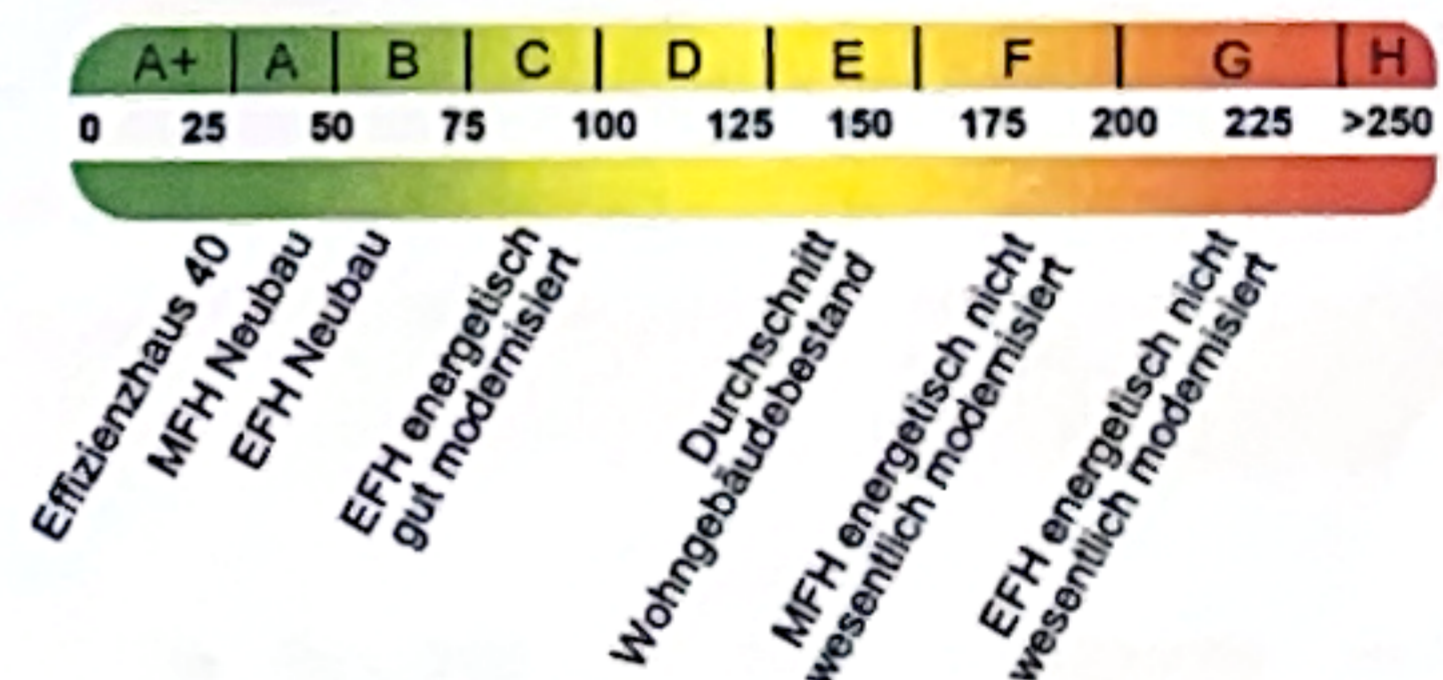 A+ A B C D E F G H
0 25 50 75 100 125 150 175 200 225 >250
Effizienzhaus 40
MFH Neubau
EFH Neubau
EFH energetisch
gut modernisiert
Durchschnitt
Wohngebäudebestand
MFH energetisch nicht
wesentlich modernisiert
EFH energetisch nicht
wesentlich modernisiert